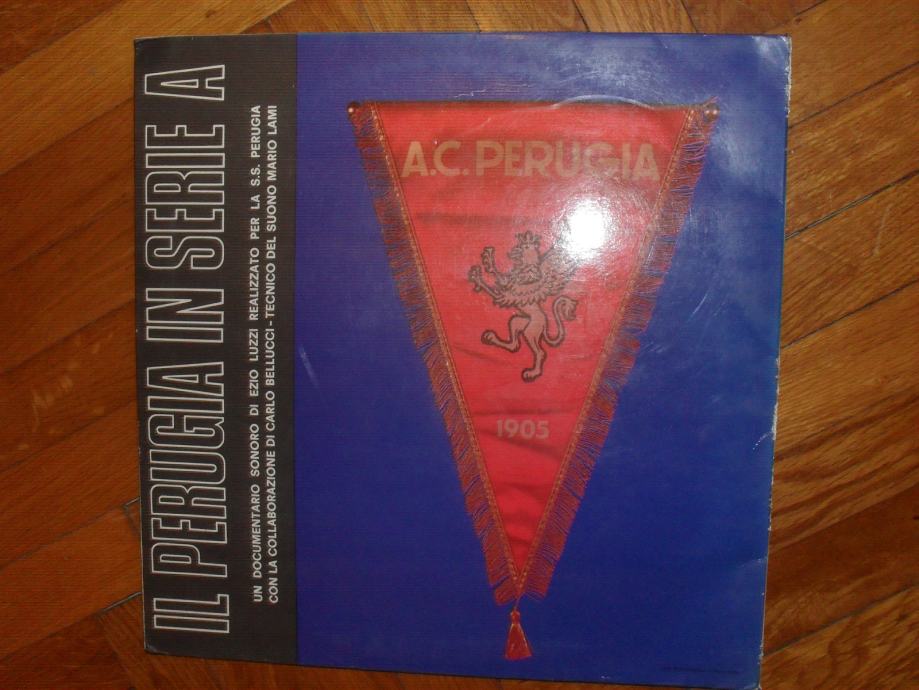 IL PERUGIA IN SERIE A
UN DOCUMENTARIO SONORO DI EZIO LUZZI REALIZZATO PER LA S.S. PERUGIA
CON LA COLLABORAZIONE DI CARLO BELLUCCI - TECNICO DEL SUONO MARIO LAMI
A.C. PERUGIA
1905